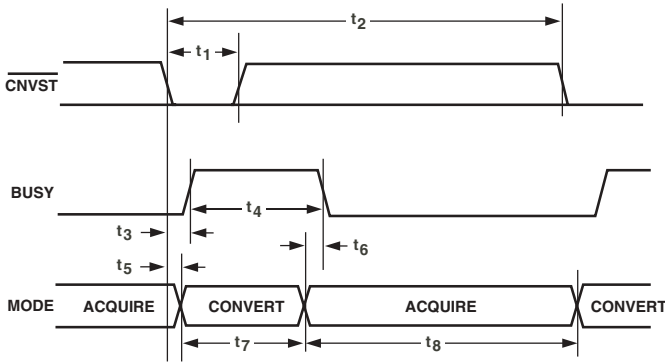 t2
t1
CNVST
BUSY
t4
t3
t6
t5
MODE ACQUIRE CONVERT ACQUIRE CONVERT
t7 t8